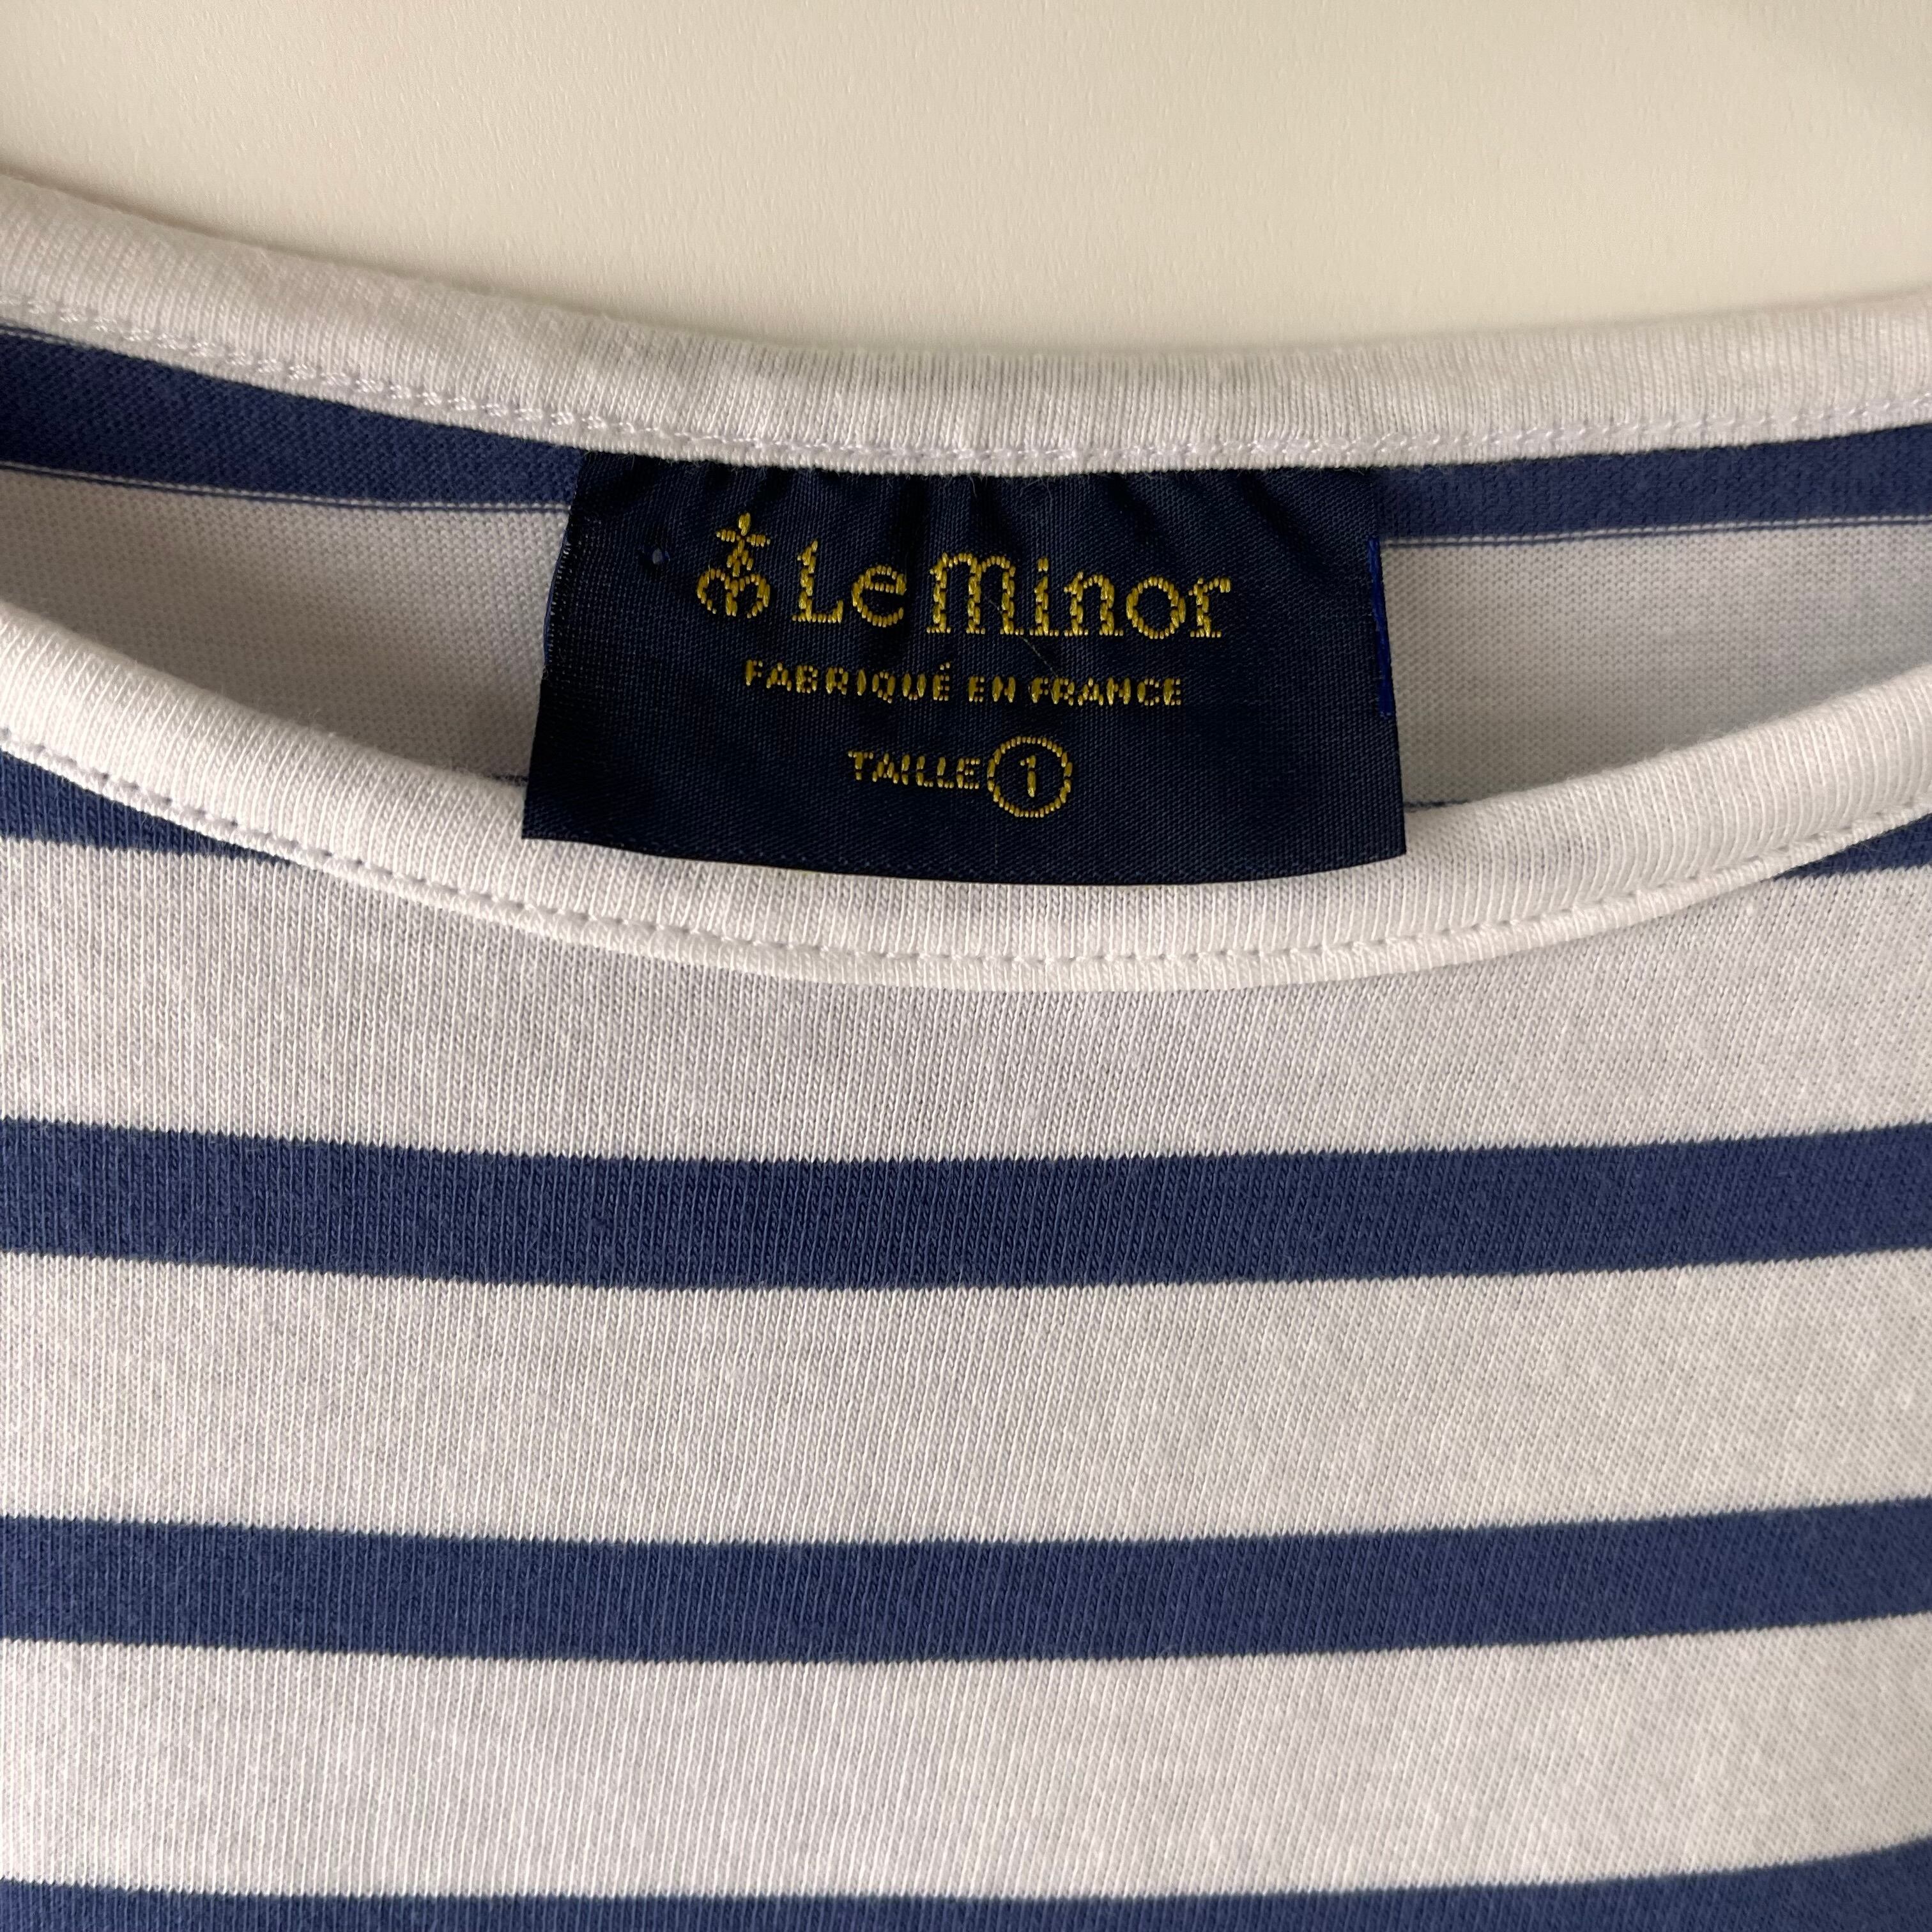 Le Minor
FABRIQUÉ EN FRANCE
TAILLE 1